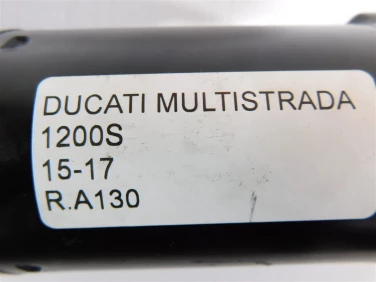 DUCATI MULTISTRADA
1200S
15-17
R.A130